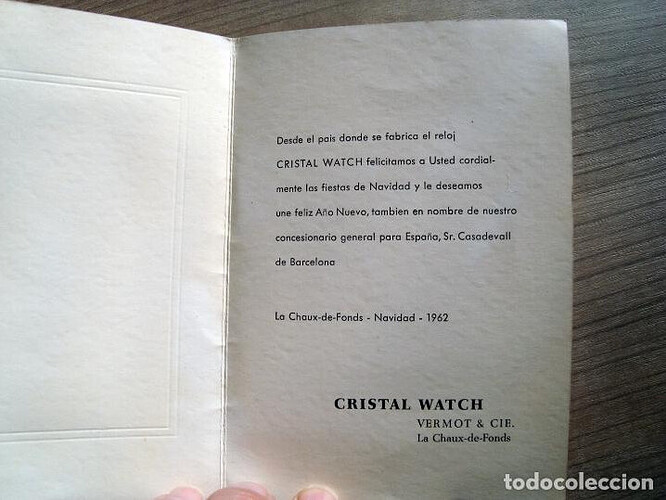 Desde el pais donde se fabrica el reloj
CRISTAL WATCH felicitamos a Usted cordial-
mente las fiestas de Navidad y le deseamos
une feliz Año Nuevo, tambien en nombre de nuestro
concesionario general para España, Sr. Casadevall
de Barcelona
La Chaux-de-Fonds - Navidad - 1962
CRISTAL WATCH
VERMOT & CIE.
La Chaux-de-Fonds
todocoleccion